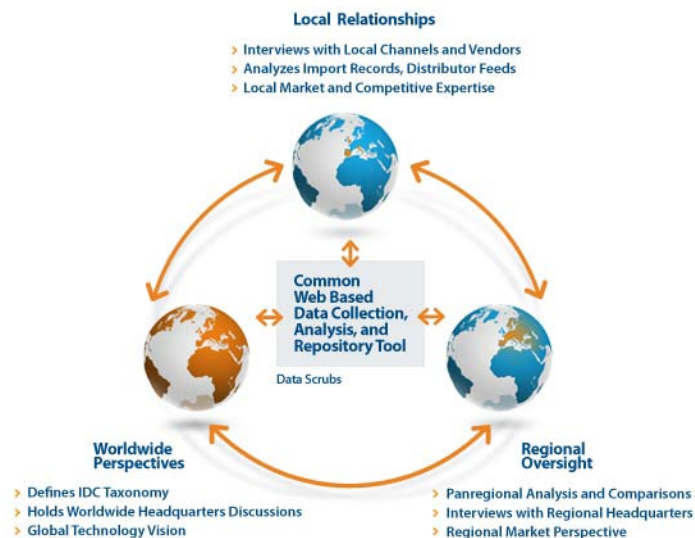 Local Relationships
> Interviews with Local Channels and Vendors
> Analyzes Import Records, Distributor Feeds
> Local Market and Competitive Expertise
Common
Web Based
Data Collection,
Analysis, and
Repository Tool
Data Scrubs
Worldwide
Perspectives
> Defines IDC Taxonomy
> Holds Worldwide Headquarters Discussions
> Global Technology Vision
Regional
Oversight
> Panregional Analysis and Comparisons
> Interviews with Regional Headquarters
> Regional Market Perspective